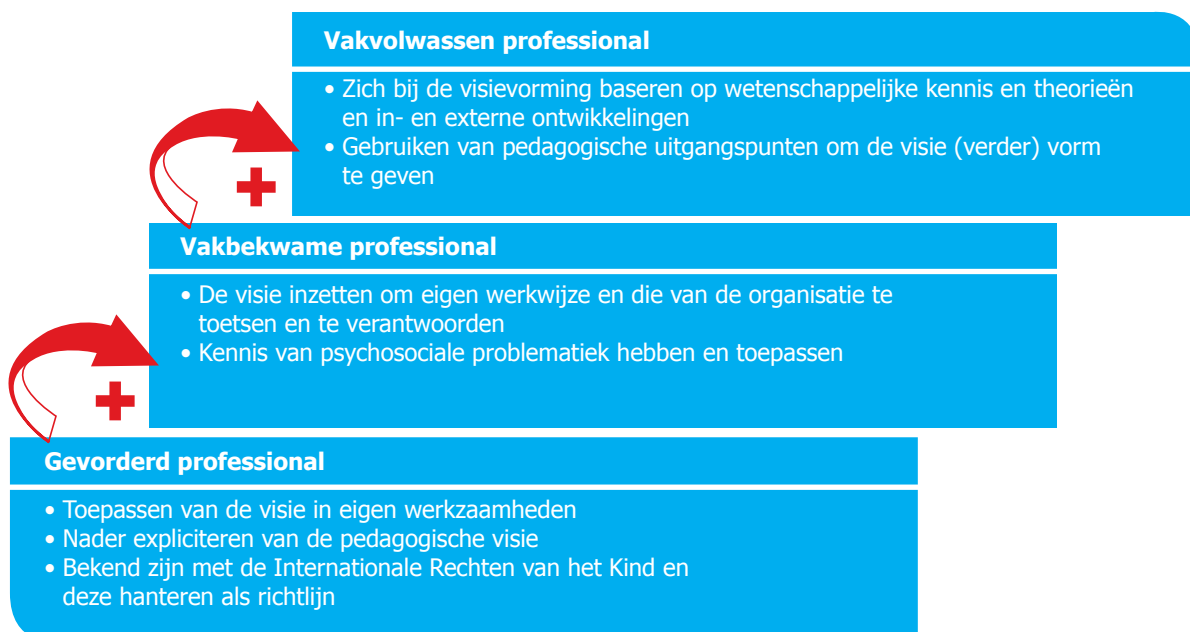 Vakvolwassen professional
• Zich bij de visievorming baseren op wetenschappelijke kennis en theorieën
en in- en externe ontwikkelingen
• Gebruiken van pedagogische uitgangspunten om de visie (verder) vorm
te geven
Vakbekwame professional
• De visie inzetten om eigen werkwijze en die van de organisatie te
toetsen en te verantwoorden
• Kennis van psychosociale problematiek hebben en toepassen
Gevorderd professional
• Toepassen van de visie in eigen werkzaamheden
• Nader expliciteren van de pedagogische visie
• Bekend zijn met de Internationale Rechten van het Kind en
deze hanteren als richtlijn